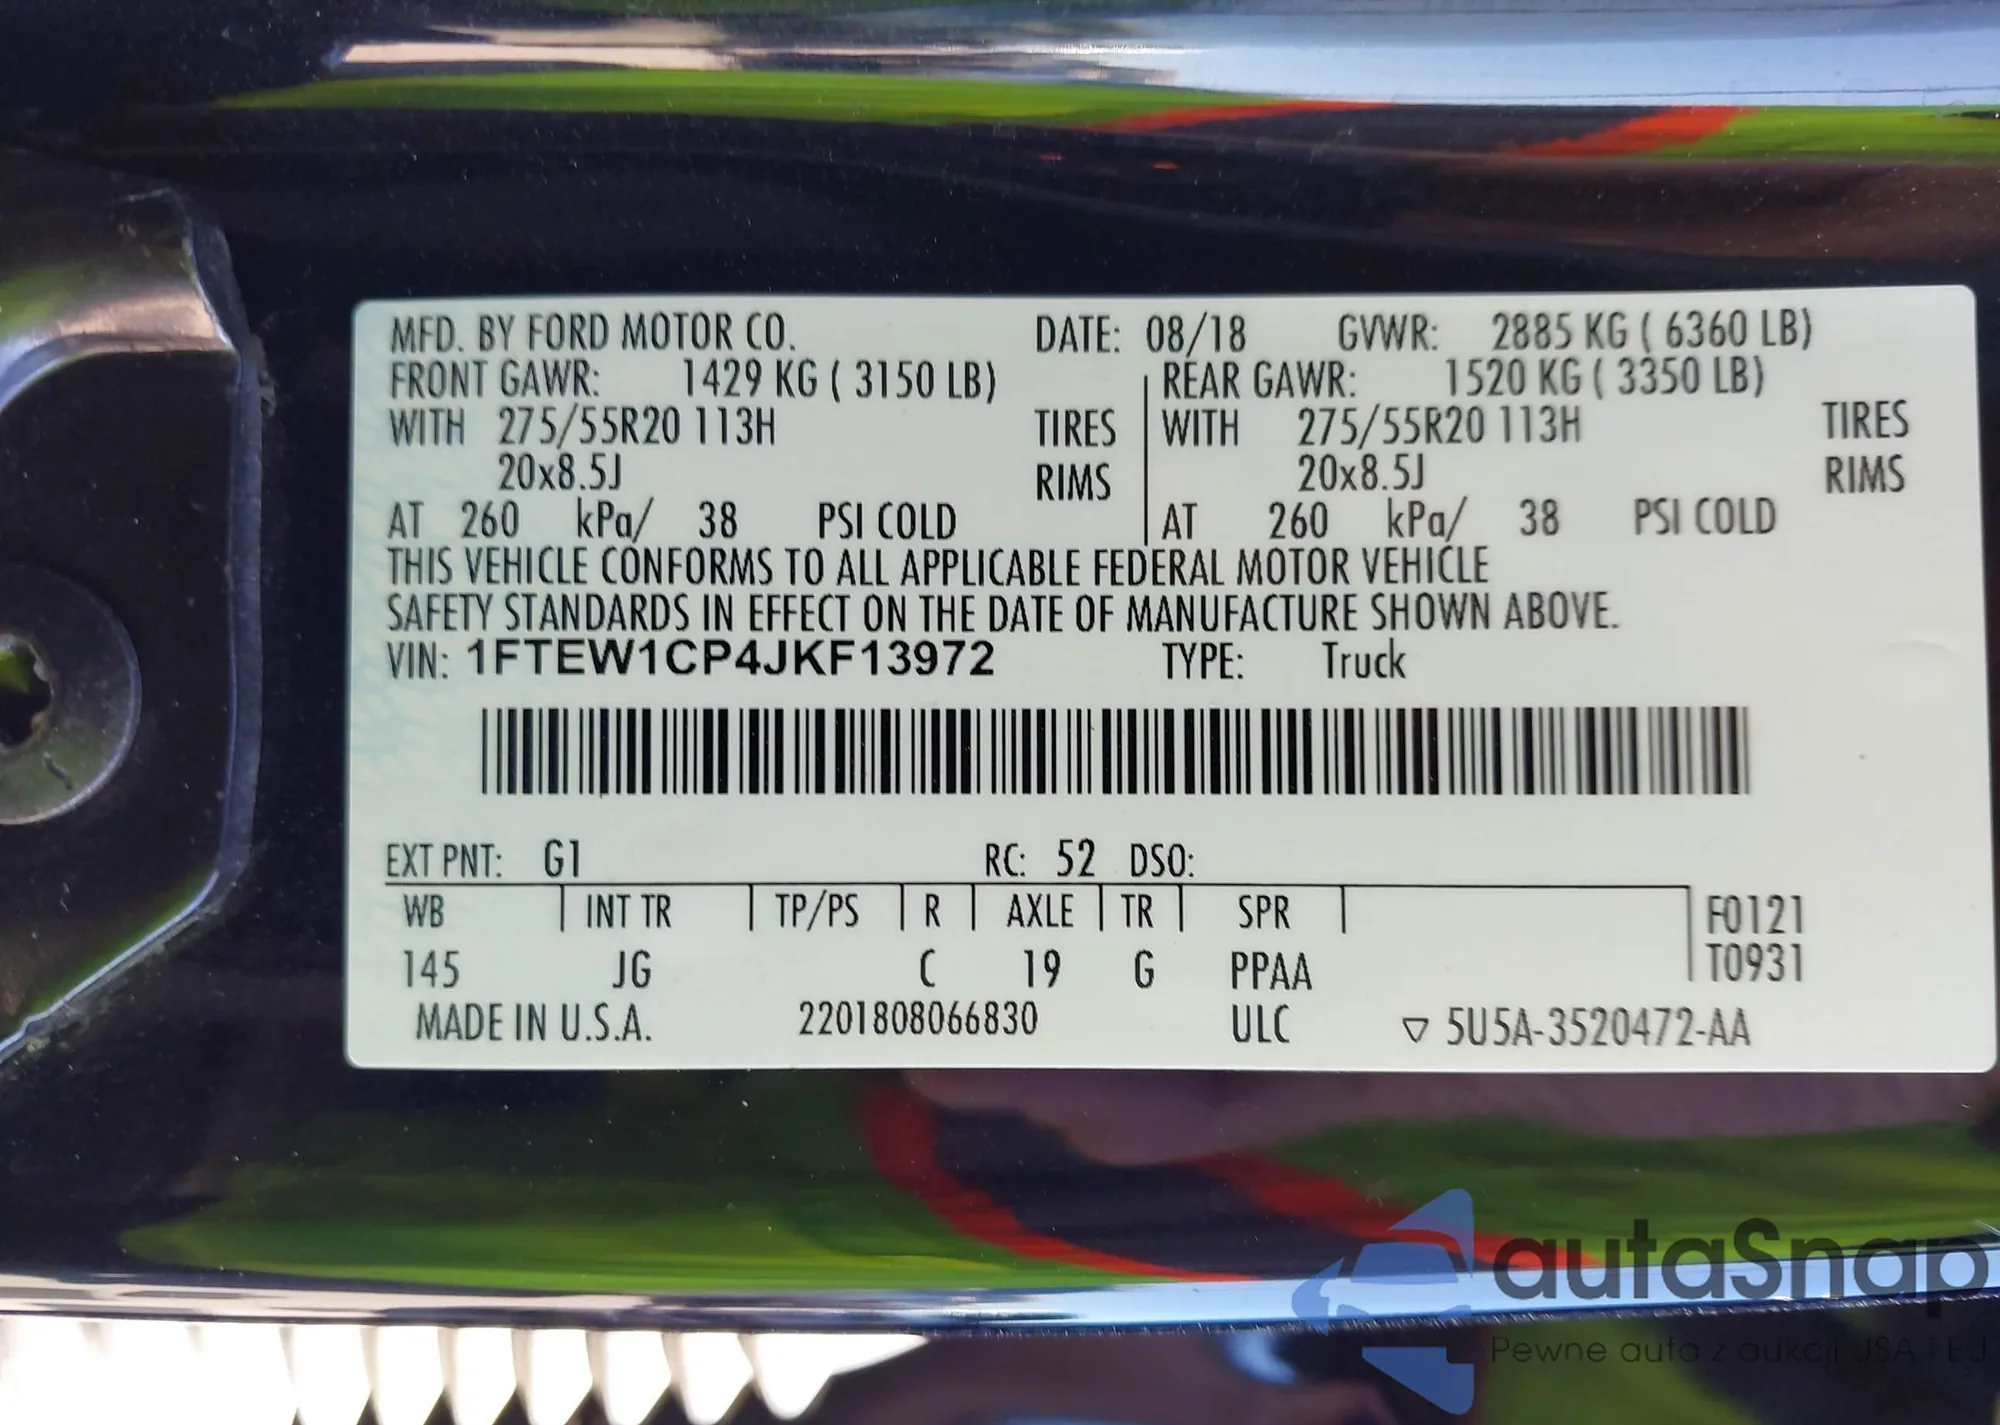 MFD. BY FORD MOTOR CO. DATE: 08/18 GVWR: 2885 KG ( 6360 LB)
FRONT GAWR: 1429 KG ( 3150 LB) REAR GAWR: 1520 KG ( 3350 LB)
WITH 275/55R20 113H TIRES WITH 275/55R20 113H TIRES
20x8.5J RIMS 20x8.5J RIMS
AT 260 kPa/ 38 PSI COLD AT 260 kPa/ 38 PSI COLD
THIS VEHICLE CONFORMS TO ALL APPLICABLE FEDERAL MOTOR VEHICLE
SAFETY STANDARDS IN EFFECT ON THE DATE OF MANUFACTURE SHOWN ABOVE.
VIN: 1FTEW1CP4JKF13972 TYPE: Truck
EXT PNT: G1 RC: 52 DSO:
WB INT TR TP/PS R AXLE TR SPR F0121
145 JG C 19 G PPAA T0931
MADE IN U.S.A. 2201808066830 ULC ▽ 5U5A-3520472-AA
autaSnap
Pewne auta z aukcji USA i EU